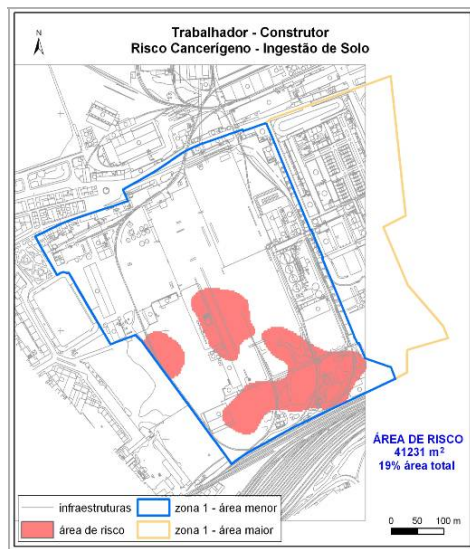 N
Trabalhador - Construtor
Risco Cancerígeno - Ingestão de Solo
ÁREA DE RISCO
41231 m²
19% área total
infraestruturas
zona 1 - área menor
área de risco
zona 1 - área maior
0 50 100 m